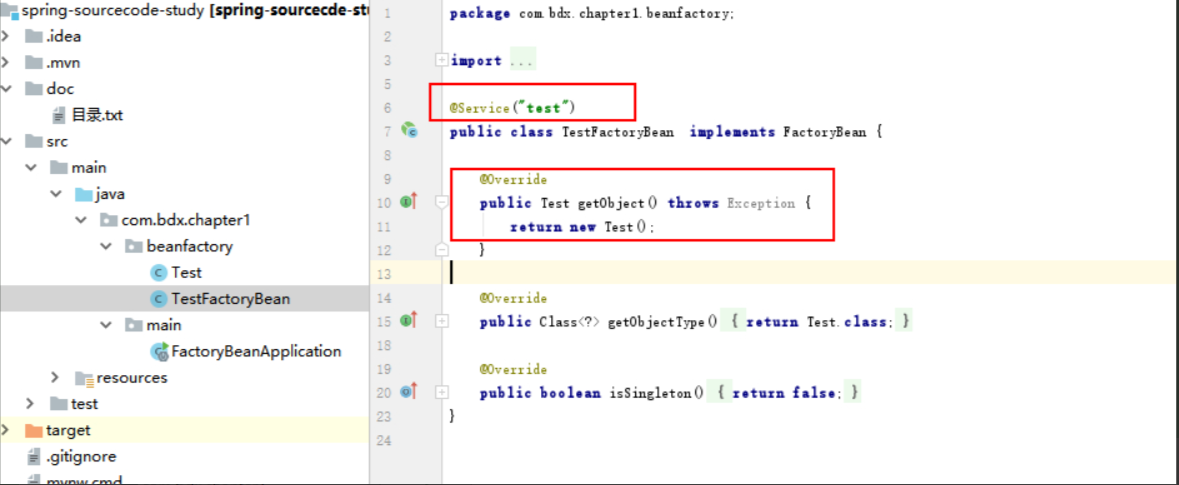 spring-sourcecode-study [spring-sourcecde-st
.idea
.mvn
doc
目录.txt
src
main
java
com.bdx.chapter1
beanfactory
Test
TestFactoryBean
main
FactoryBeanApplication
resources
test
target
.gitignore
mvnw.cmd
1 package com.bdx.chapter1.beanfactory;
2
3 import ...
5
6 @Service("test")
7 public class TestFactoryBean implements FactoryBean {
8
9 @Override
10 public Test getObject() throws Exception {
11 return new Test();
12 }
13
14 @Override
15 public Class<?> getObjectType() { return Test.class; }
18
19 @Override
20 public boolean isSingleton() { return false; }
23 }
24